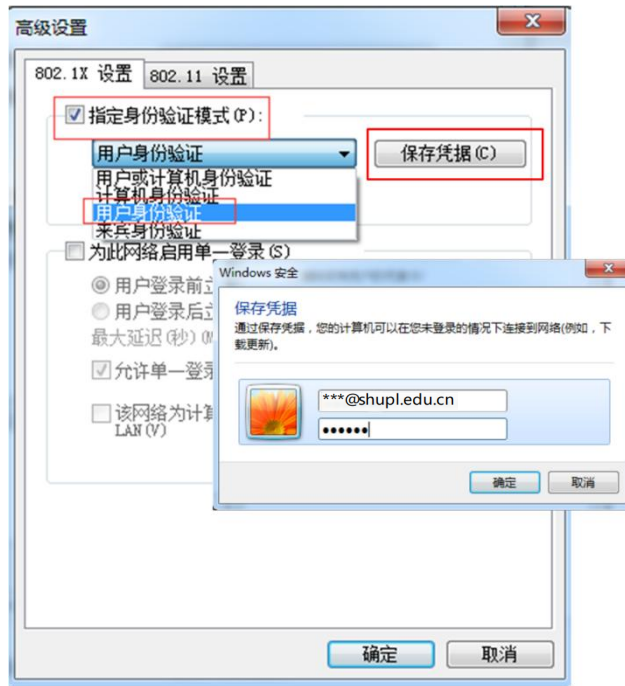 高级设置
802.1X 设置
802.11 设置
指定身份验证模式(P):
用户身份验证
保存凭据(C)
用户或计算机身份验证
计算机身份验证
用户身份验证
来宾身份验证
为此网络启用单一登录(S)
用户登录前立
用户登录后立
最大延迟(秒)(M
允许单一登录
该网络为计算
LAN(V)
Windows 安全
保存凭据
通过保存凭据，您的计算机可以在您未登录的情况下连接到网络(例如，下
载更新)。
***@shupl.edu.cn
●●●●●●
确定
取消
确定
取消